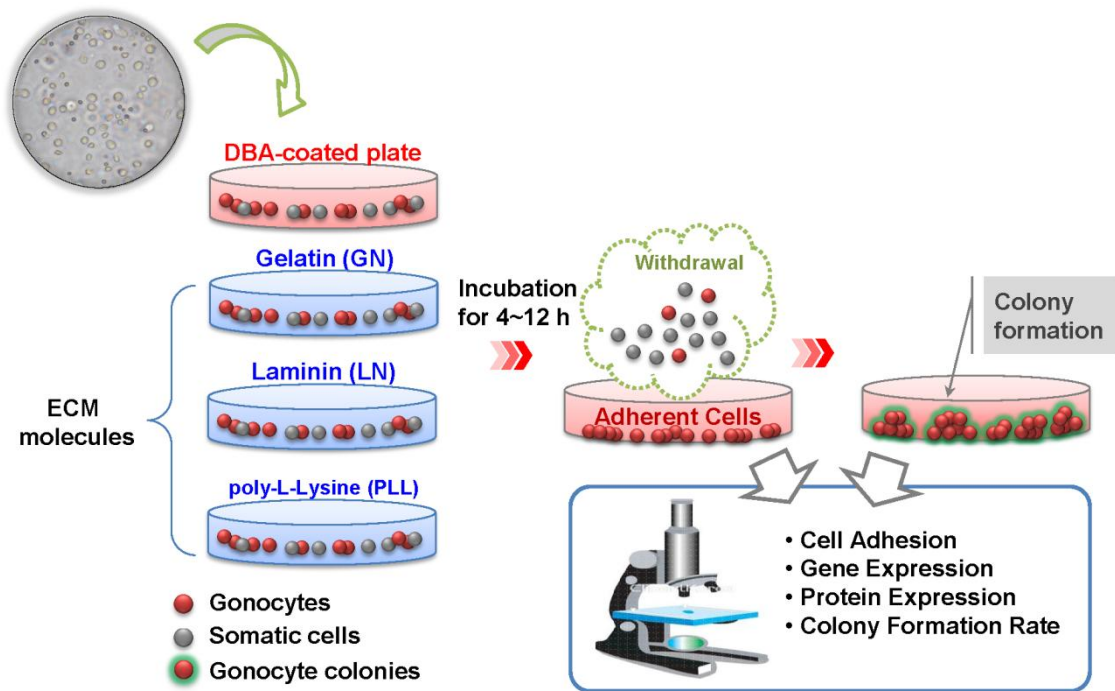 DBA-coated plate
Gelatin (GN)
Laminin (LN)
poly-L-Lysine (PLL)
ECM
molecules
Incubation
for 4~12 h
Withdrawal
Adherent Cells
Colony
formation
Gonocytes
Somatic cells
Gonocyte colonies
• Cell Adhesion
• Gene Expression
• Protein Expression
• Colony Formation Rate